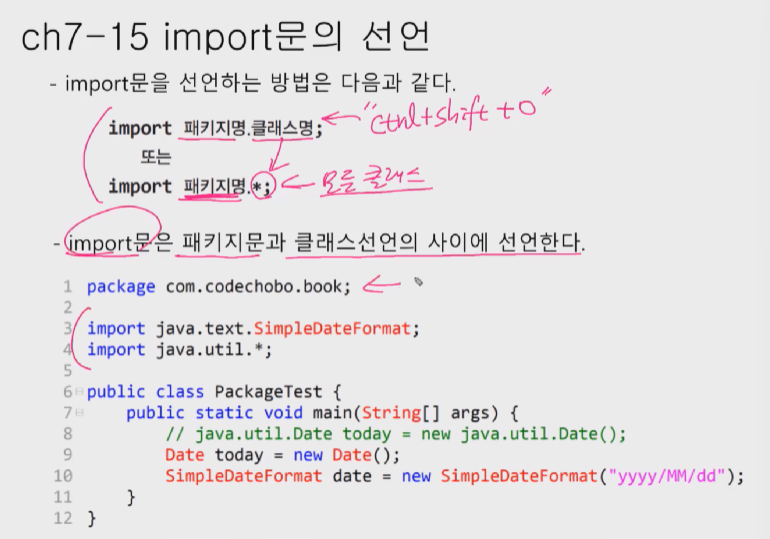 ch7-15 import문의 선언
- import문을 선언하는 방법은 다음과 같다.
import 패키지명.클래스명; ← "ctrl+shift+O"
또는
import 패키지명.*; ← 모든 클래스
- import문은 패키지문과 클래스선언의 사이에 선언한다.
1 package com.codechobo.book; ←
2
3 import java.text.SimpleDateFormat;
4 import java.util.*;
5
6 public class PackageTest {
7 public static void main(String[] args) {
8 // java.util.Date today = new java.util.Date();
9 Date today = new Date();
10 SimpleDateFormat date = new SimpleDateFormat("yyyy/MM/dd");
11 }
12 }